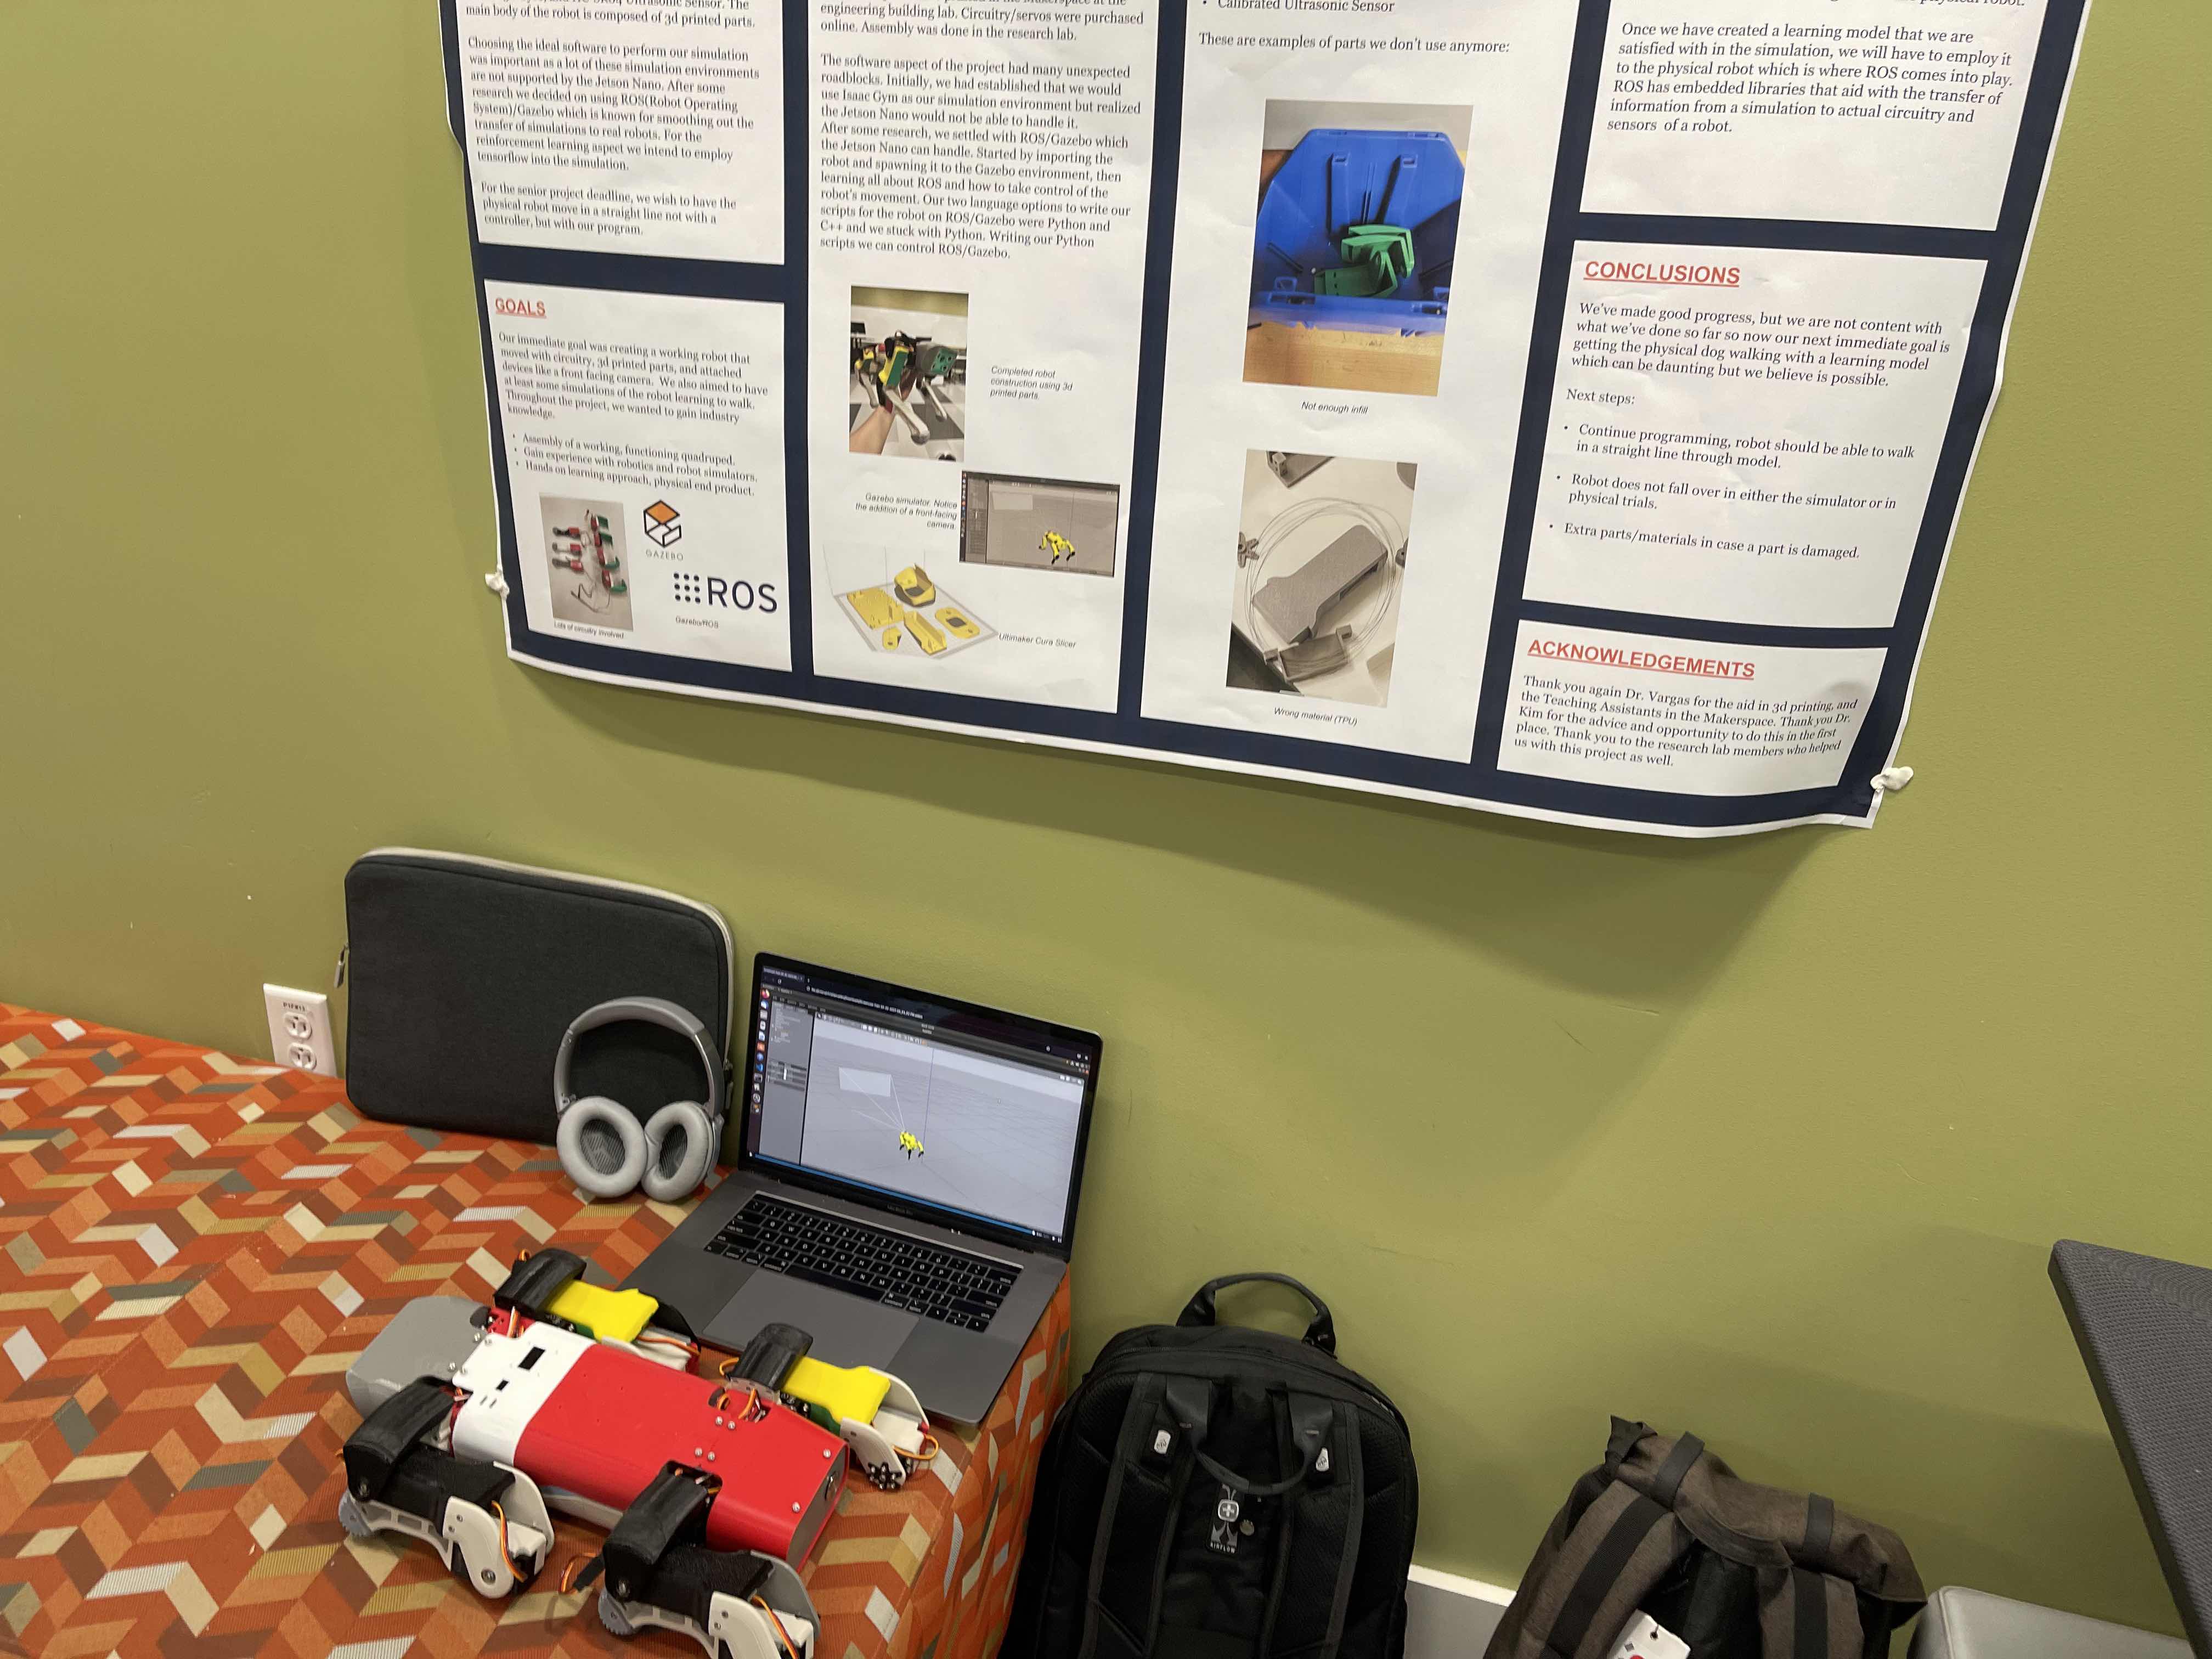 Sensor. The
main body of the robot is composed of 3d printed parts.
Choosing the ideal software to perform our simulation
was important as a lot of these simulation environments
are not supported by the Jetson Nano. After some
research we decided on using ROS(Robot Operating
System)/Gazebo which is known for smoothing out the
transfer of simulations to real robots. For the
reinforcement learning aspect we intend to employ
tensorflow into the simulation.
For the senior project deadline, we wish to have the
physical robot move in a straight line not with a
controller, but with our program.
GOALS
Our immediate goal was creating a working robot that
moved with circuitry, 3d printed parts, and attached
devices like a front facing camera. We also aimed to have
at least some simulations of the robot learning to walk.
Throughout the project, we wanted to gain industry
knowledge.
• Assembly of a working, functioning quadruped.
• Gain experience with robotics and robot simulators.
• Hands on learning approach, physical end product.
GAZEBO
ROS
Lots of circuitry involved
Gazebo/ROS
engineering building lab. Circuitry/servos were purchased
online. Assembly was done in the research lab.
The software aspect of the project had many unexpected
roadblocks. Initially, we had established that we would
use Isaac Gym as our simulation environment but realized
the Jetson Nano would not be able to handle it.
After some research, we settled with ROS/Gazebo which
the Jetson Nano can handle. Started by importing the
robot and spawning it to the Gazebo environment, then
learning all about ROS and how to take control of the
robot's movement. Our two language options to write our
scripts for the robot on ROS/Gazebo were Python and
C++ and we stuck with Python. Writing our Python
scripts we can control ROS/Gazebo.
Completed robot
construction using 3d
printed parts.
Gazebo simulator. Notice
the addition of a front-facing
camera.
Ultimaker Cura Slicer
• Calibrated Ultrasonic Sensor
These are examples of parts we don't use anymore:
Not enough infill
Wrong material (TPU)
physical robot.
Once we have created a learning model that we are
satisfied with in the simulation, we will have to employ it
to the physical robot which is where ROS comes into play.
ROS has embedded libraries that aid with the transfer of
information from a simulation to actual circuitry and
sensors of a robot.
CONCLUSIONS
We've made good progress, but we are not content with
what we've done so far so now our next immediate goal is
getting the physical dog walking with a learning model
which can be daunting but we believe is possible.
Next steps:
• Continue programming, robot should be able to walk
in a straight line through model.
• Robot does not fall over in either the simulator or in
physical trials.
• Extra parts/materials in case a part is damaged.
ACKNOWLEDGEMENTS
Thank you again Dr. Vargas for the aid in 3d printing, and
the Teaching Assistants in the Makerspace. Thank you Dr.
Kim for the advice and opportunity to do this in the first
place. Thank you to the research lab members who helped
us with this project as well.
AIRFLOW